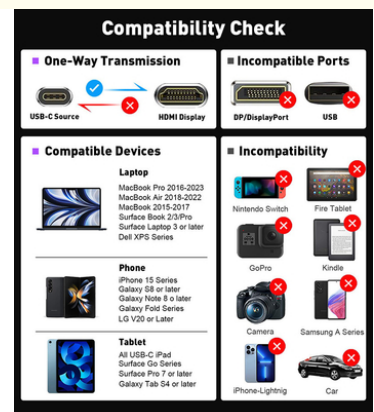 Compatibility Check
One-Way Transmission
USB-C Source
HDMI Display
Incompatible Ports
DP/DisplayPort
USB
Compatible Devices
Laptop
MacBook Pro 2016-2023
MacBook Air 2018-2022
MacBook 2015-2017
Surface Book 2/3/Pro
Surface Laptop 3 or later
Dell XPS Series
Phone
iPhone 15 Series
Galaxy S8 or later
Galaxy Note 8 o later
Galaxy Fold Series
LG V20 or Later
Tablet
All USB-C iPad
Surface Go Series
Surface Pro 7 or later
Galaxy Tab S4 or later
Incompatibility
Nintendo Switch
Fire Tablet
GoPro
Kindle
Camera
Samsung A Series
iPhone-Lightnig
Car